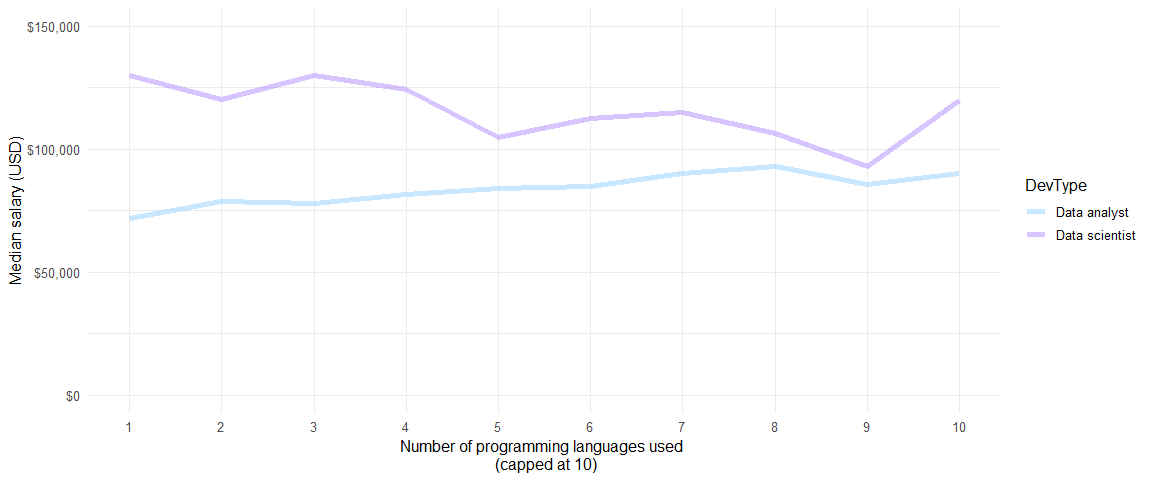 $150,000
$100,000
$50,000
$0
Median salary (USD)
1 2 3 4 5 6 7 8 9 10
Number of programming languages used
(capped at 10)
DevType
Data analyst
Data scientist